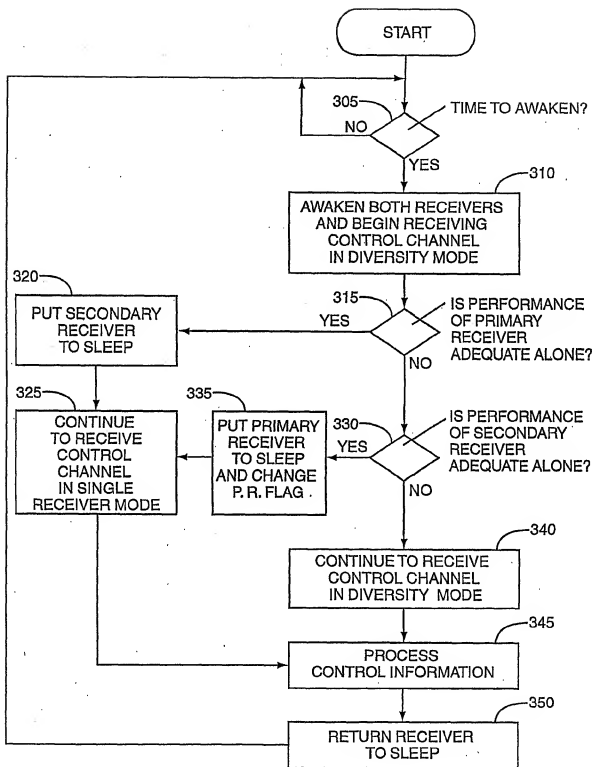 START
305
TIME TO AWAKEN?
NO
YES
310
AWAKEN BOTH RECEIVERS
AND BEGIN RECEIVING
CONTROL CHANNEL
IN DIVERSITY MODE
320
PUT SECONDARY
RECEIVER
TO SLEEP
315
YES
IS PERFORMANCE
OF PRIMARY
RECEIVER
ADEQUATE ALONE?
NO
325
CONTINUE
TO RECEIVE
CONTROL
CHANNEL
IN SINGLE
RECEIVER MODE
335
PUT PRIMARY
RECEIVER
TO SLEEP
AND CHANGE
P. R. FLAG
330
YES
IS PERFORMANCE
OF SECONDARY
RECEIVER
ADEQUATE ALONE?
NO
340
CONTINUE TO RECEIVE
CONTROL CHANNEL
IN DIVERSITY MODE
345
PROCESS
CONTROL INFORMATION
350
RETURN RECEIVER
TO SLEEP